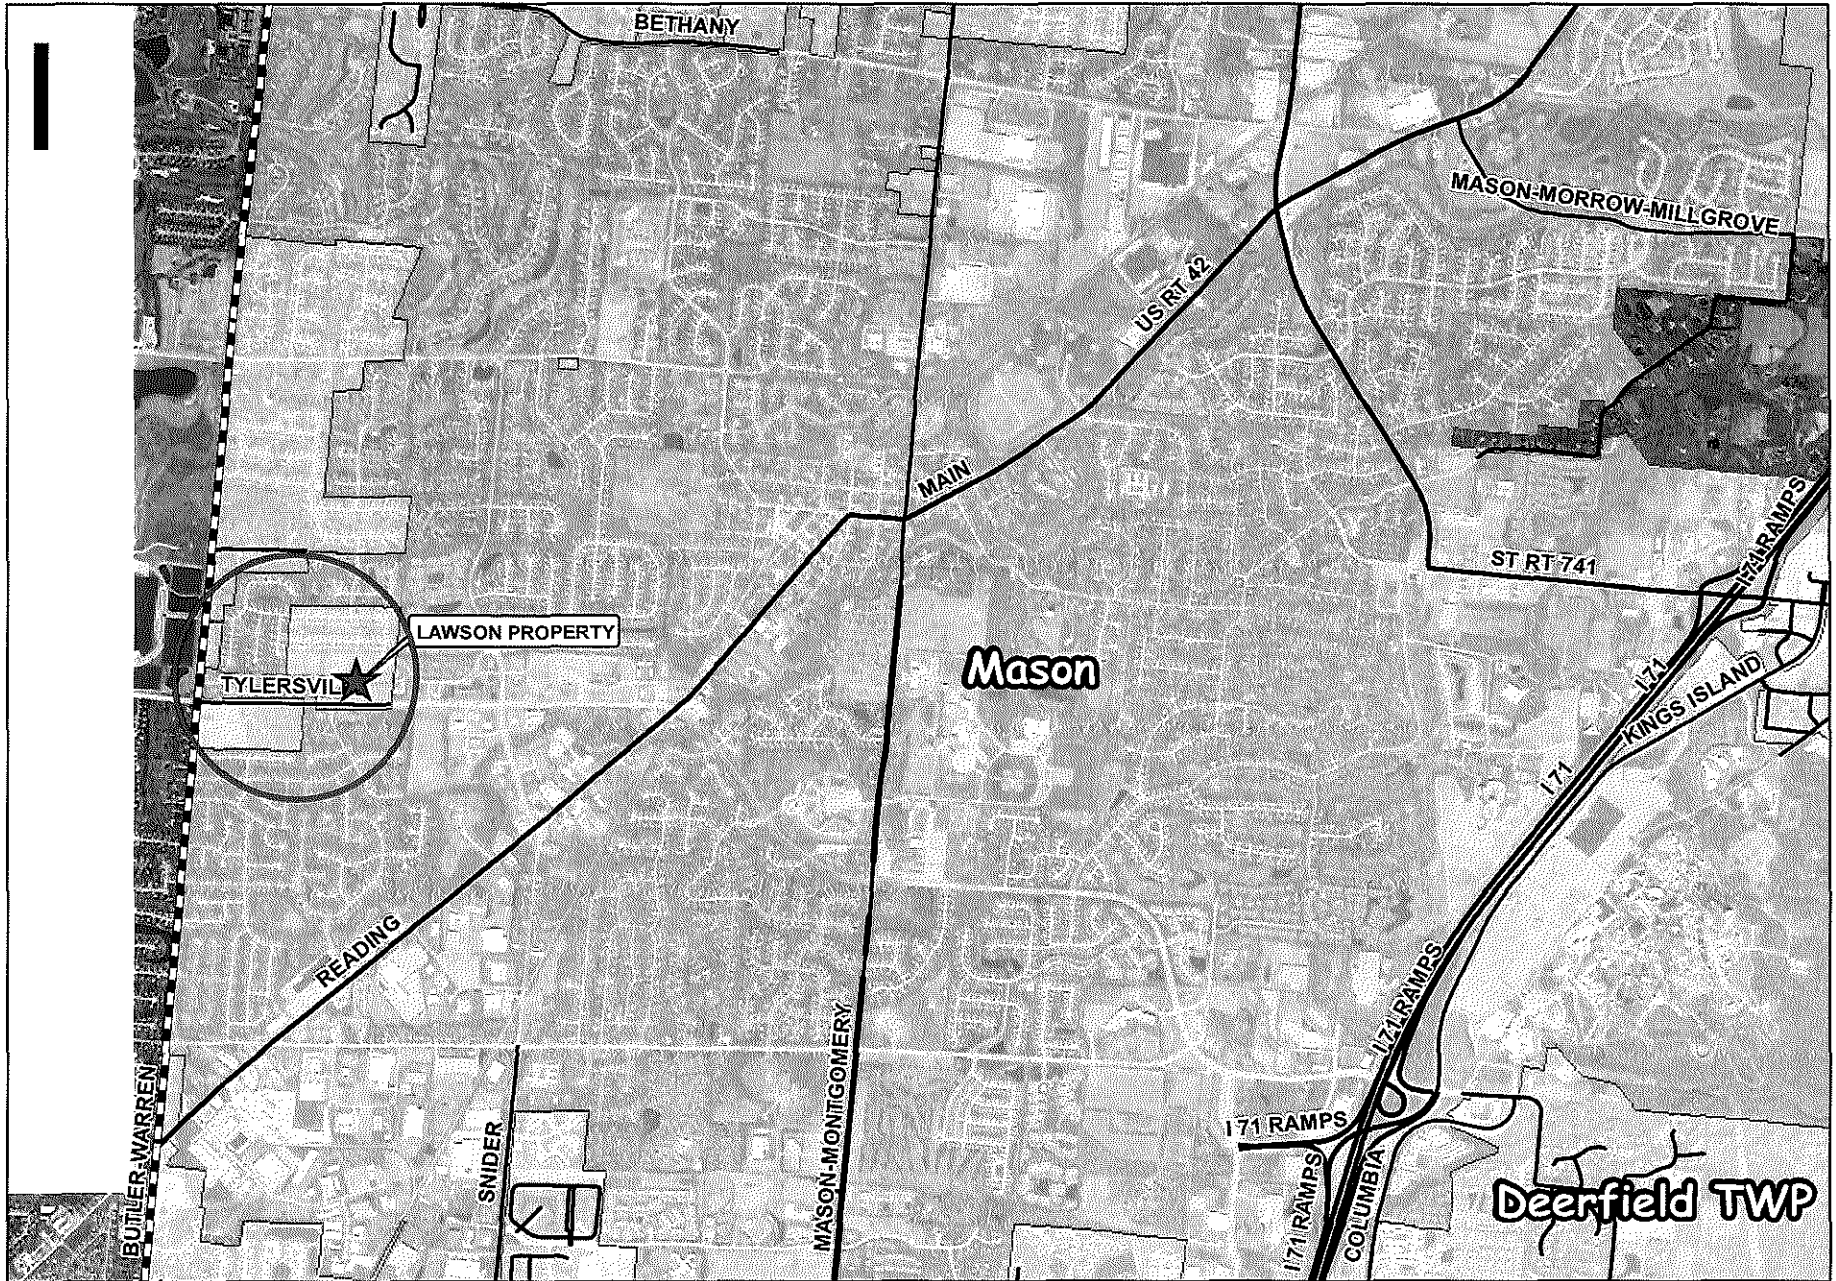 BETHANY
MASON-MORROW-MILLGROVE
US RT 42
MAIN
I 71 RAMPS
ST RT 741
LAWSON PROPERTY
Mason
TYLERSVIL
I 71
KINGS ISLAND
I 71
READING
I 71 RAMPS
MASON-MONTGOMERY
BUTLER-WARREN
SNIDER
I 71 RAMPS
I 71 RAMPS
COLUMBIA
Deerfield TWP